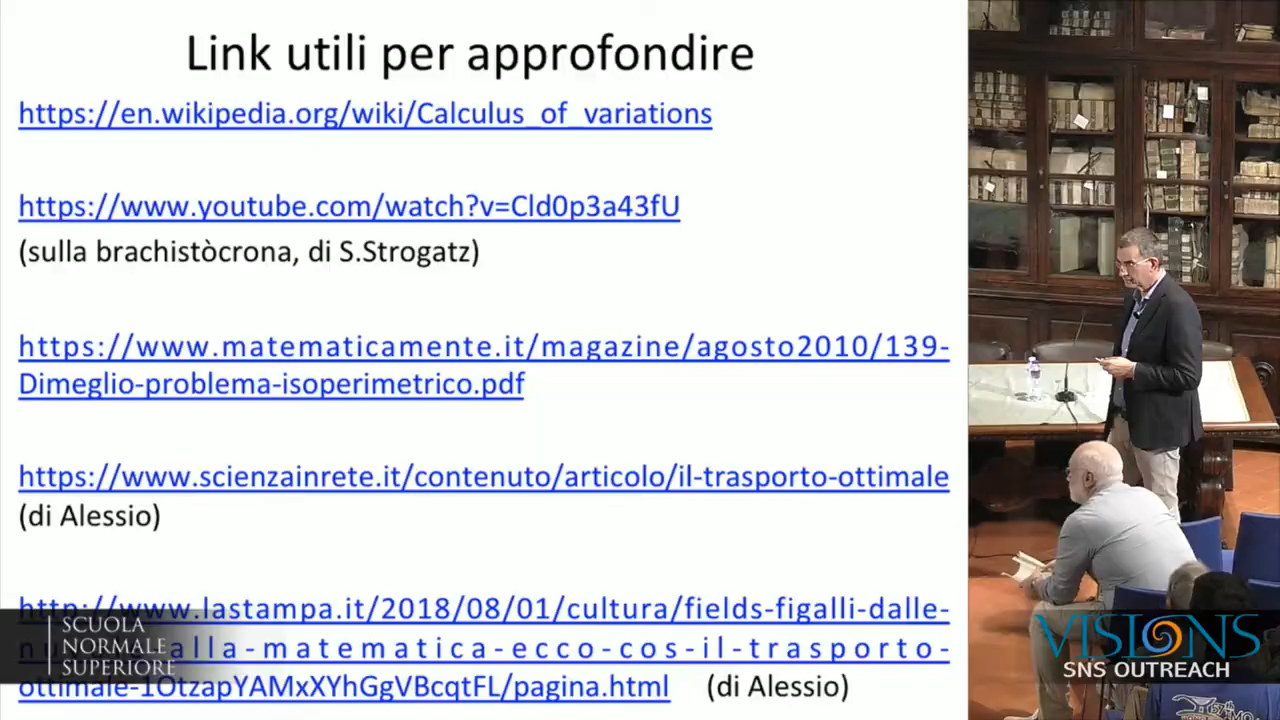 Link utili per approfondire
https://en.wikipedia.org/wiki/Calculus_of_variations
https://www.youtube.com/watch?v=Cld0p3a43fU
(sulla brachistòcrona, di S.Strogatz)
https://www.matematicamente.it/magazine/agosto2010/139-
Dimeglio-problema-isoperimetrico.pdf
https://www.scienzainrete.it/contenuto/articolo/il-trasporto-ottimale
(di Alessio)
http://www.lastampa.it/2018/08/01/cultura/fields-figalli-dalle-
alla-matematica-ecco-cos-il-trasporto-
ottimale-1OtzapYAMxXYhGgVBcqtFL/pagina.html (di Alessio)
SCUOLA
NORMALE
SUPERIORE
VISIONS
SNS OUTREACH